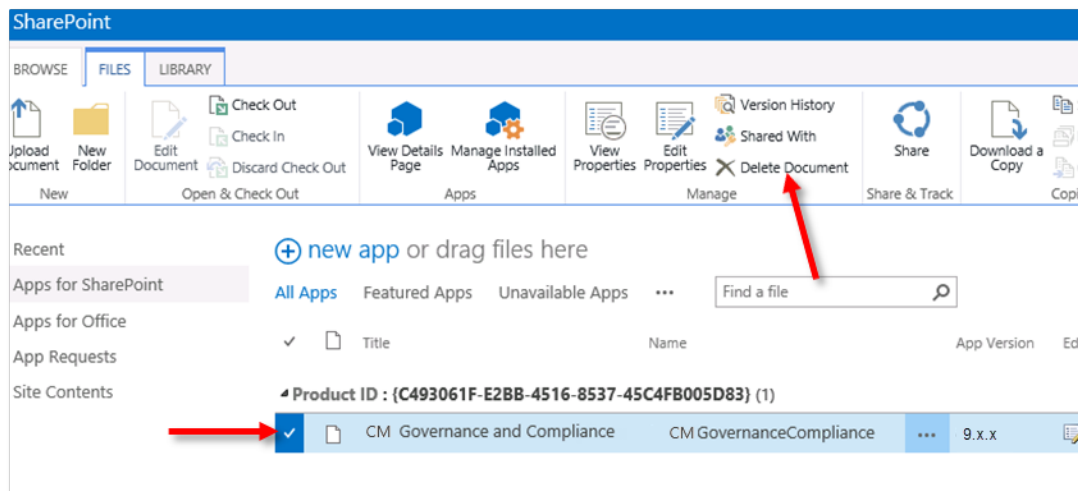 SharePoint
BROWSE FILES LIBRARY
Upload Document
New Folder
Edit Document
Check Out
Check In
Discard Check Out
View Details Page
Manage Installed Apps
View Properties
Edit Properties
Version History
Shared With
Delete Document
Share
Download a Copy
New
Open & Check Out
Apps
Manage
Share & Track
Copi
Recent
Apps for SharePoint
Apps for Office
App Requests
Site Contents
new app or drag files here
All Apps Featured Apps Unavailable Apps ••• Find a file
Title Name App Version Ed
Product ID : {C493061F-E2BB-4516-8537-45C4FB005D83} (1)
CM Governance and Compliance CM GovernanceCompliance ••• 9.x.x